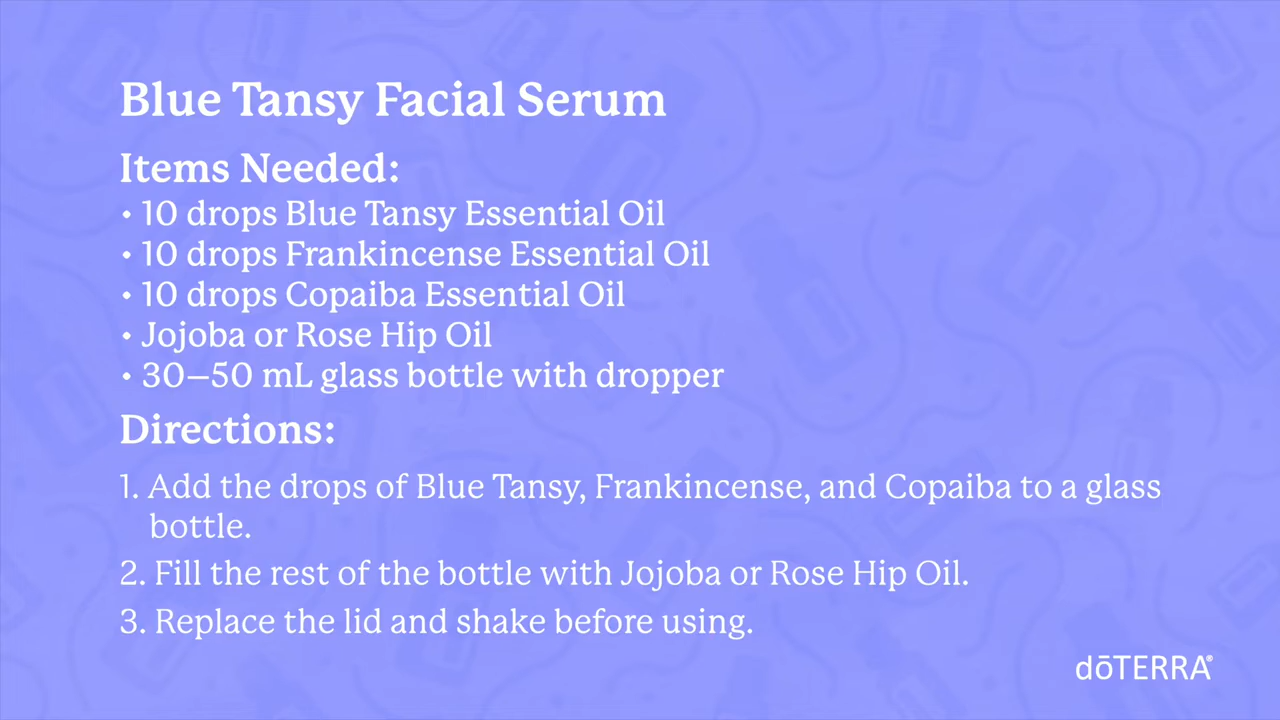 Blue Tansy Facial Serum
Items Needed:
• 10 drops Blue Tansy Essential Oil
• 10 drops Frankincense Essential Oil
• 10 drops Copaiba Essential Oil
• Jojoba or Rose Hip Oil
• 30–50 mL glass bottle with dropper
Directions:
1. Add the drops of Blue Tansy, Frankincense, and Copaiba to a glass
bottle.
2. Fill the rest of the bottle with Jojoba or Rose Hip Oil.
3. Replace the lid and shake before using.
dōTERRA®